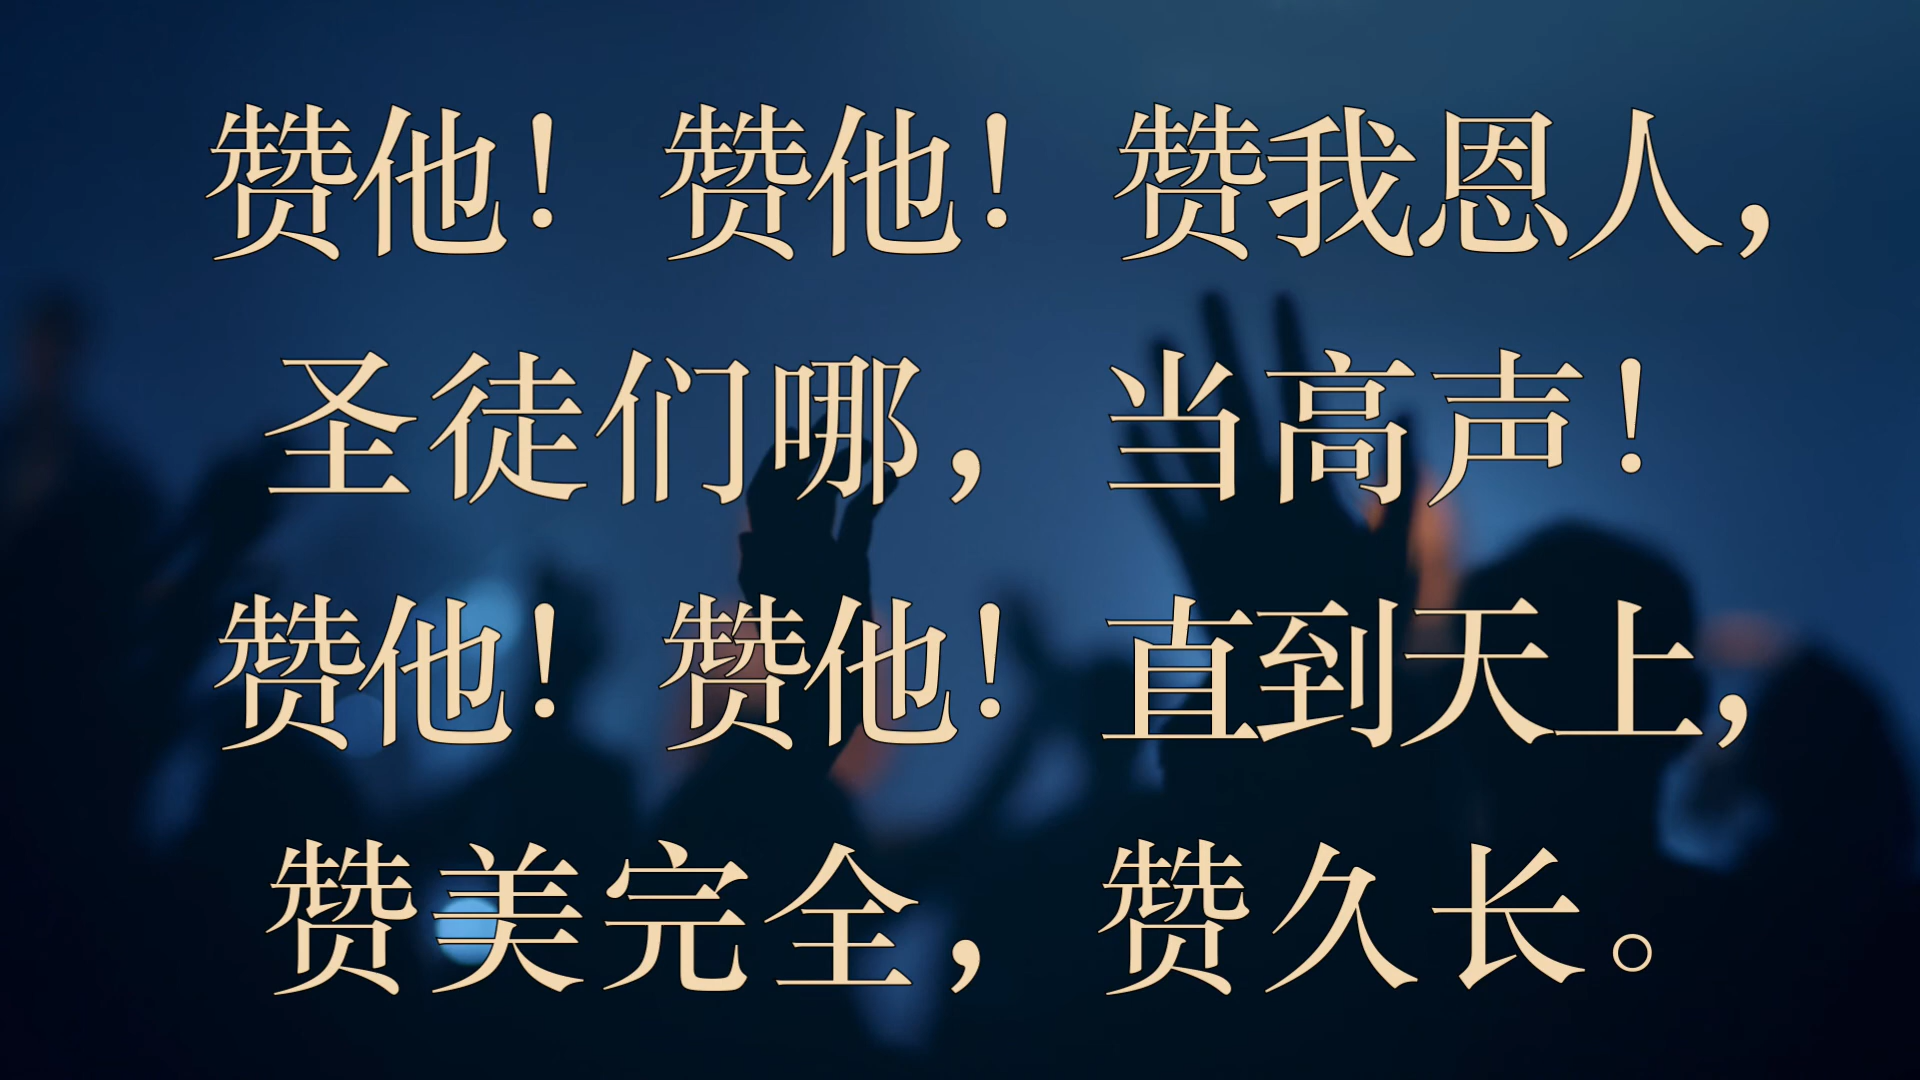 赞他！赞他！赞我恩人，
圣徒们哪，当高声！
赞他！赞他！直到天上，
赞美完全，赞久长。